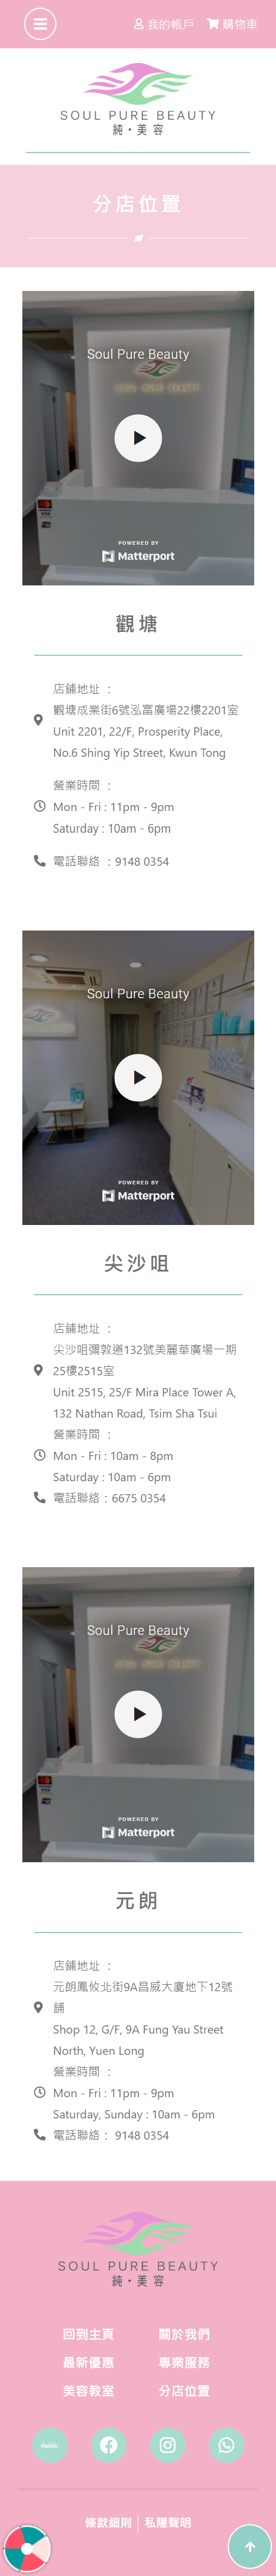 我的帳戶 購物車
SOUL PURE BEAUTY
純•美 容
分店位置
Soul Pure Beauty
SOUL PURE BEAUTY
POWERED BY
Matterport
觀塘
店鋪地址 :
觀塘成業街6號泓富廣場22樓2201室
Unit 2201, 22/F, Prosperity Place,
No.6 Shing Yip Street, Kwun Tong
營業時間 :
Mon - Fri : 11pm - 9pm
Saturday : 10am - 6pm
電話聯絡 : 9148 0354
Soul Pure Beauty
POWERED BY
Matterport
尖沙咀
店鋪地址 :
尖沙咀彌敦道132號美麗華廣場一期
25樓2515室
Unit 2515, 25/F Mira Place Tower A,
132 Nathan Road, Tsim Sha Tsui
營業時間 :
Mon - Fri : 10am - 8pm
Saturday : 10am - 6pm
電話聯絡 : 6675 0354
Soul Pure Beauty
SOUL PURE BEAUTY
POWERED BY
Matterport
元朗
店鋪地址 :
元朗鳳攸北街9A昌威大廈地下12號
鋪
Shop 12, G/F, 9A Fung Yau Street
North, Yuen Long
營業時間 :
Mon - Fri : 11pm - 9pm
Saturday, Sunday : 10am - 6pm
電話聯絡 : 9148 0354
SOUL PURE BEAUTY
純•美 容
回到主頁 關於我們
最新優惠 專業服務
美容教室 分店位置
條款細則 私隱聲明